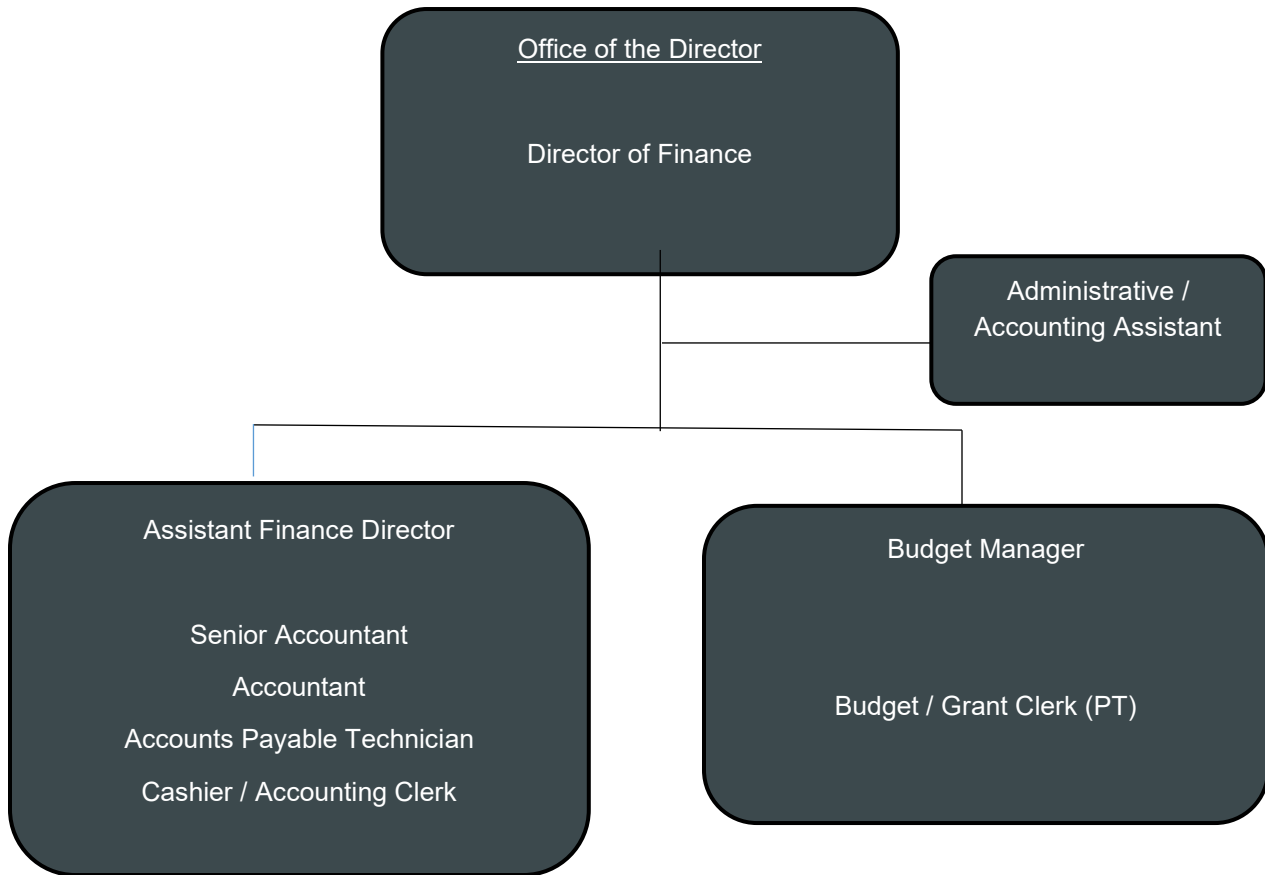 Office of the Director
Director of Finance
Administrative /
Accounting Assistant
Assistant Finance Director
Senior Accountant
Accountant
Accounts Payable Technician
Cashier / Accounting Clerk
Budget Manager
Budget / Grant Clerk (PT)